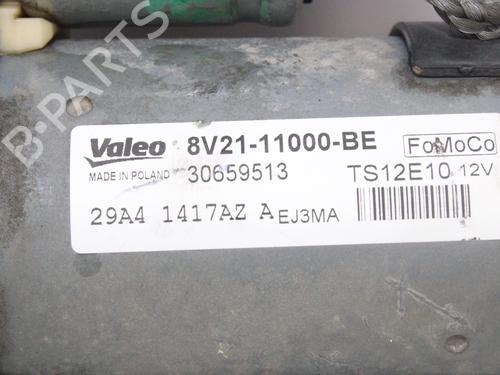 Valeo 8V21-11000-BE FoMoCo
MADE IN POLAND 30659513 TS12E10 12V
29A4 1417AZ A EJ3MA
B-PARTS